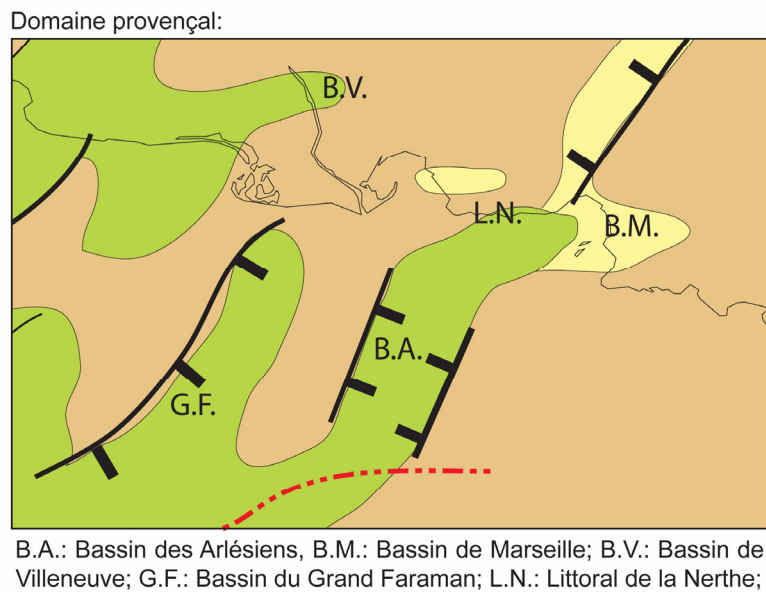 Domaine provençal:
B.V.
L.N.
B.M.
B.A.
G.F.
B.A.: Bassin des Arlésiens, B.M.: Bassin de Marseille; B.V.: Bassin de
Villeneuve; G.F.: Bassin du Grand Faraman; L.N.: Littoral de la Nerthe;